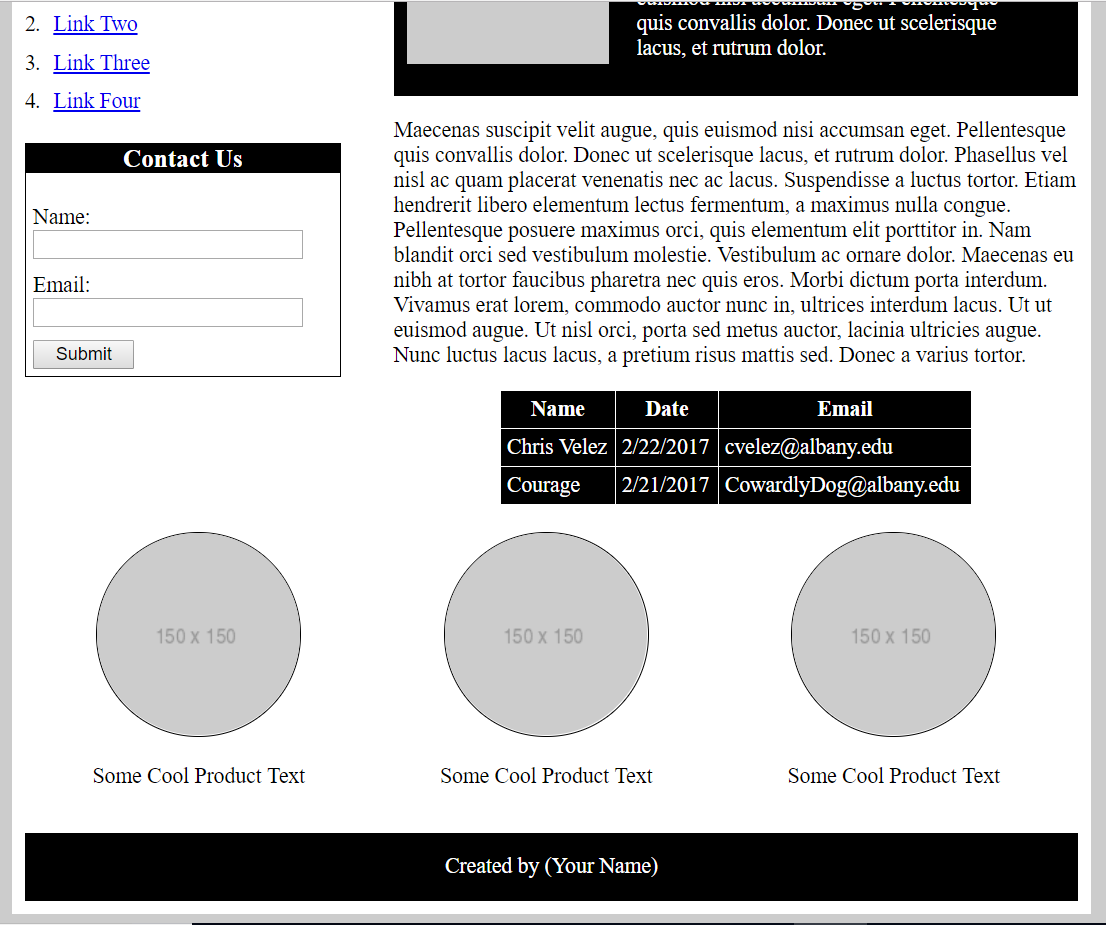 2. Link Two
3. Link Three
4. Link Four
Contact Us
Name:
Email:
Submit
euismod nisi accumsan eget. Pellentesque
quis convallis dolor. Donec ut scelerisque
lacus, et rutrum dolor.
Maecenas suscipit velit augue, quis euismod nisi accumsan eget. Pellentesque
quis convallis dolor. Donec ut scelerisque lacus, et rutrum dolor. Phasellus vel
nisl ac quam placerat venenatis nec ac lacus. Suspendisse a luctus tortor. Etiam
hendrerit libero elementum lectus fermentum, a maximus nulla congue.
Pellentesque posuere maximus orci, quis elementum elit porttitor in. Nam
blandit orci sed vestibulum molestie. Vestibulum ac ornare dolor. Maecenas eu
nibh at tortor faucibus pharetra nec quis eros. Morbi dictum porta interdum.
Vivamus erat lorem, commodo auctor nunc in, ultrices interdum lacus. Ut ut
euismod augue. Ut nisl orci, porta sed metus auctor, lacinia ultricies augue.
Nunc luctus lacus lacus, a pretium risus mattis sed. Donec a varius tortor.
Name Date Email
Chris Velez 2/22/2017 cvelez@albany.edu
Courage 2/21/2017 CowardlyDog@albany.edu
150 x 150 150 x 150 150 x 150
Some Cool Product Text Some Cool Product Text Some Cool Product Text
Created by (Your Name)